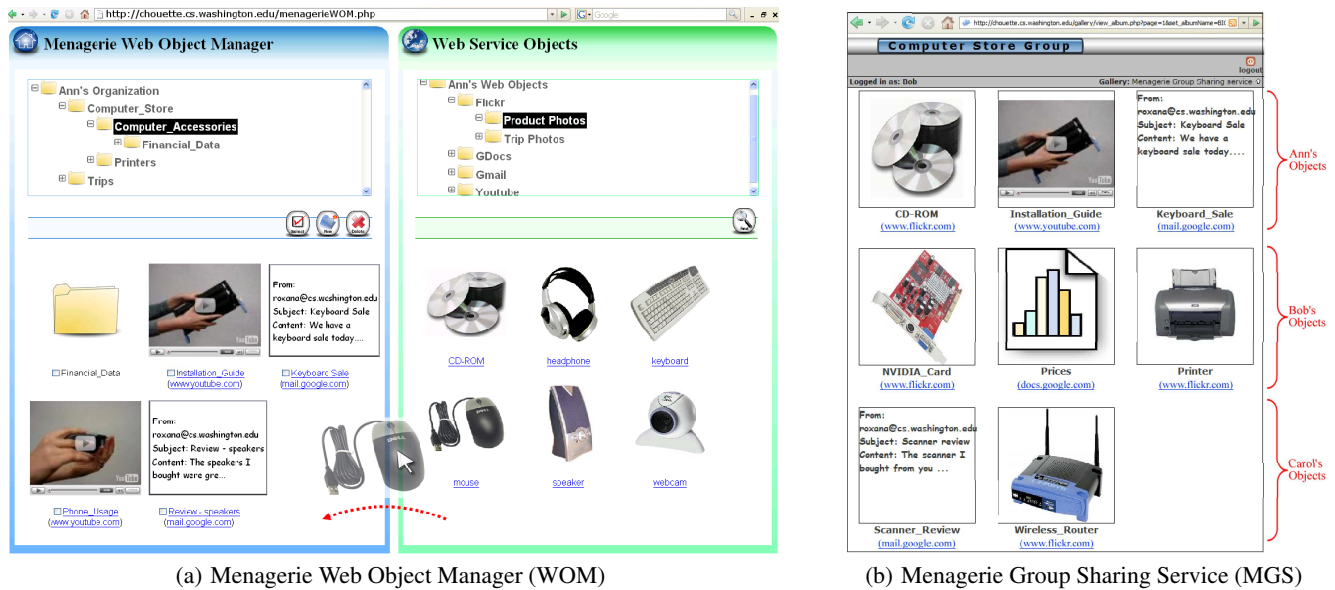 http://chouette.cs.washington.edu/menagerieWOM.php
Google
Menagerie Web Object Manager
Ann's Organization
Computer_Store
Computer_Accessories
Financial_Data
Printers
Trips
Select
New
Delete
Financial_Data
YouTube
Installation_Guide
(www.youtube.com)
From:
roxana@cs.washington.edu
Subject: Keyboard Sale
Content: We have a
keyboard sale today....
Keyboard Sale
(mail.google.com)
YouTube
Phone_Usage
(www.youtube.com)
From:
roxana@cs.washington.edu
Subject: Review - speakers
Content: The speakers I
bought were gre...
Review - speakers
(mail.google.com)
Web Service Objects
Ann's Web Objects
Flickr
Product Photos
Trip Photos
GDocs
Gmail
Youtube
CD-ROM
headphone
keyboard
mouse
speaker
webcam
(a) Menagerie Web Object Manager (WOM)
http://chouette.cs.washington.edu/gallery/view_album.php?page=1&set_albumName=BIC
Computer Store Group
logout
Logged in as: Bob
Gallery: Menagerie Group Sharing service
CD-ROM
(www.flickr.com)
YouTube
Installation_Guide
(www.youtube.com)
From:
roxana@cs.washington.edu
Subject: Keyboard Sale
Content: We have a
keyboard sale today....
Keyboard_Sale
(mail.google.com)
Ann's
Objects
NVIDIA_Card
(www.flickr.com)
Prices
(docs.google.com)
Printer
(www.flickr.com)
Bob's
Objects
From:
roxana@cs.washington.edu
Subject: Scanner review
Content: The scanner I
bought from you ...
Scanner_Review
(mail.google.com)
Wireless_Router
(www.flickr.com)
Carol's
Objects
(b) Menagerie Group Sharing Service (MGS)